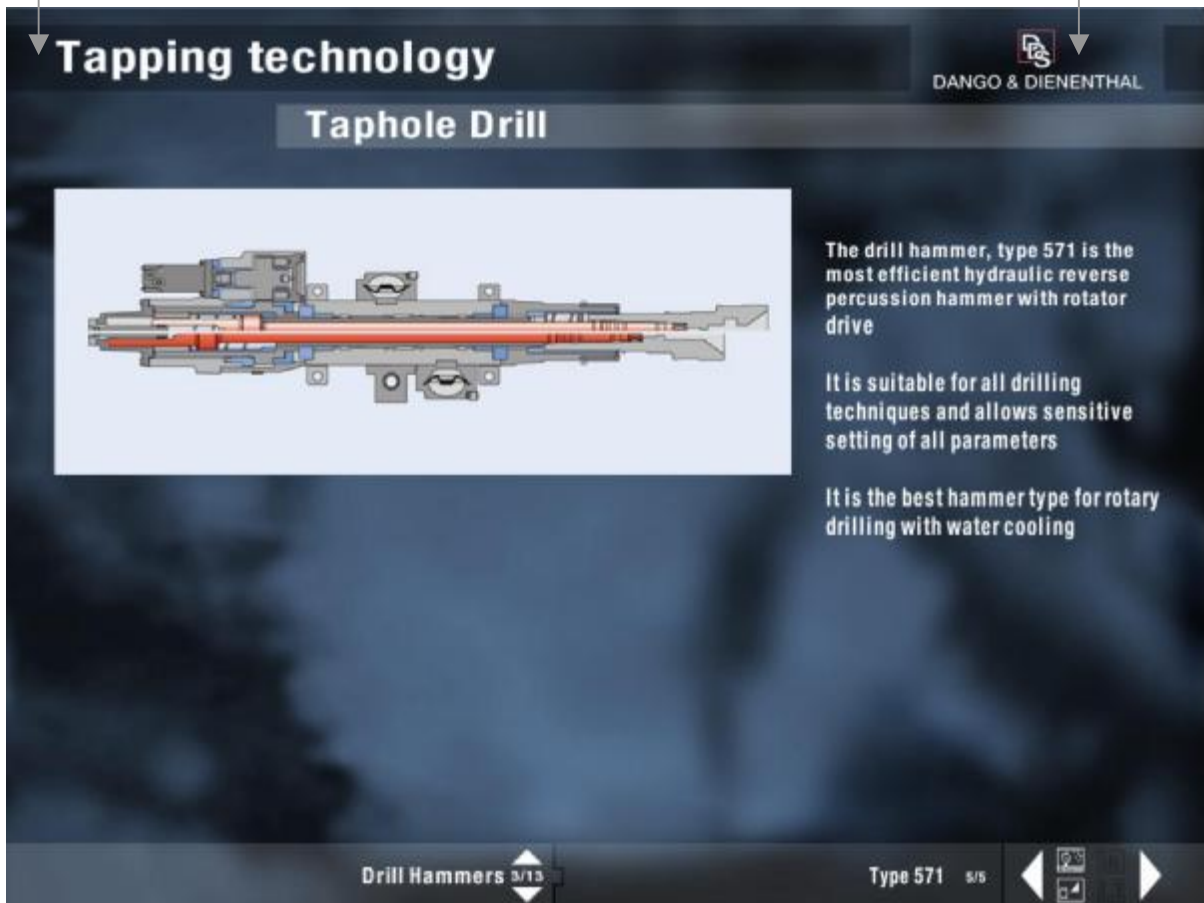 Tapping technology
DDS
DANGO & DIENENTHAL
Taphole Drill
The drill hammer, type 571 is the
most efficient hydraulic reverse
percussion hammer with rotator
drive
It is suitable for all drilling
techniques and allows sensitive
setting of all parameters
It is the best hammer type for rotary
drilling with water cooling
Drill Hammers 3/13
Type 571 5/5